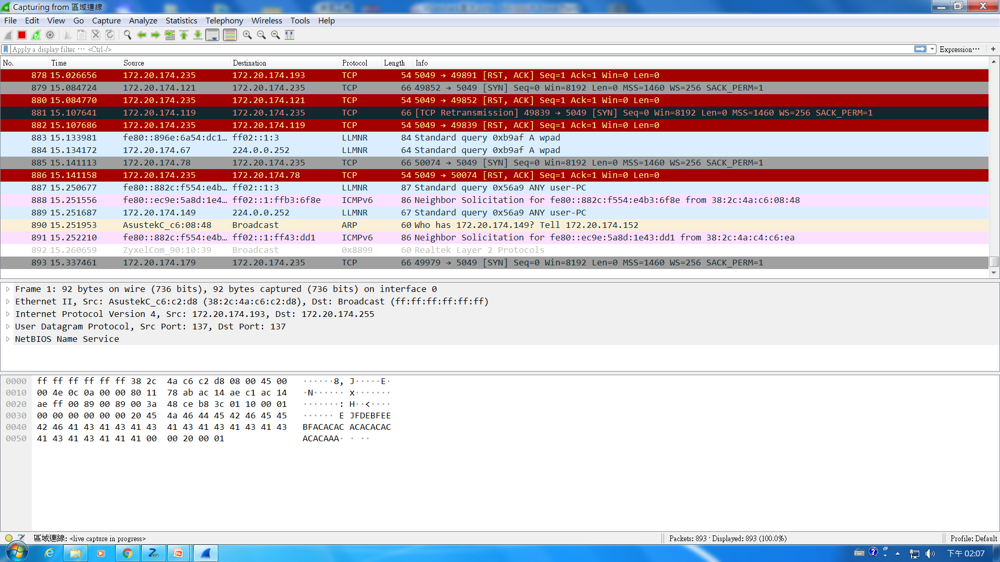 Capturing from 區域連線
File Edit View Go Capture Analyze Statistics Telephony Wireless Tools Help
Apply a display filter ··· <Ctrl-/> Expression··· +
No. Time Source Destination Protocol Length Info
878 15.026656 172.20.174.235 172.20.174.193 TCP 54 5049 → 49891 [RST, ACK] Seq=1 Ack=1 Win=0 Len=0
879 15.084724 172.20.174.121 172.20.174.235 TCP 66 49852 → 5049 [SYN] Seq=0 Win=8192 Len=0 MSS=1460 WS=256 SACK_PERM=1
880 15.084770 172.20.174.235 172.20.174.121 TCP 54 5049 → 49852 [RST, ACK] Seq=1 Ack=1 Win=0 Len=0
881 15.107641 172.20.174.119 172.20.174.235 TCP 66 [TCP Retransmission] 49839 → 5049 [SYN] Seq=0 Win=8192 Len=0 MSS=1460 WS=256 SACK_PERM=1
882 15.107686 172.20.174.235 172.20.174.119 TCP 54 5049 → 49839 [RST, ACK] Seq=1 Ack=1 Win=0 Len=0
883 15.133981 fe80::896e:6a54:dc1… ff02::1:3 LLMNR 84 Standard query 0xb9af A wpad
884 15.134172 172.20.174.67 224.0.0.252 LLMNR 64 Standard query 0xb9af A wpad
885 15.141113 172.20.174.78 172.20.174.235 TCP 66 50074 → 5049 [SYN] Seq=0 Win=8192 Len=0 MSS=1460 WS=256 SACK_PERM=1
886 15.141158 172.20.174.235 172.20.174.78 TCP 54 5049 → 50074 [RST, ACK] Seq=1 Ack=1 Win=0 Len=0
887 15.250677 fe80::882c:f554:e4b… ff02::1:3 LLMNR 87 Standard query 0x56a9 ANY user-PC
888 15.251556 fe80::ec9e:5a8d:1e4… ff02::1:ffb3:6f8e ICMPv6 86 Neighbor Solicitation for fe80::882c:f554:e4b3:6f8e from 38:2c:4a:c6:08:48
889 15.251687 172.20.174.149 224.0.0.252 LLMNR 67 Standard query 0x56a9 ANY user-PC
890 15.251953 AsustekC_c6:08:48 Broadcast ARP 60 Who has 172.20.174.149? Tell 172.20.174.152
891 15.252210 fe80::882c:f554:e4b… ff02::1:ff43:dd1 ICMPv6 86 Neighbor Solicitation for fe80::ec9e:5a8d:1e43:dd1 from 38:2c:4a:c4:c6:ea
892 15.260659 ZyxelCom_90:10:39 Broadcast 0x8899 60 Realtek Layer 2 Protocols
893 15.337461 172.20.174.179 172.20.174.235 TCP 66 49979 → 5049 [SYN] Seq=0 Win=8192 Len=0 MSS=1460 WS=256 SACK_PERM=1
Frame 1: 92 bytes on wire (736 bits), 92 bytes captured (736 bits) on interface 0
Ethernet II, Src: AsustekC_c6:c2:d8 (38:2c:4a:c6:c2:d8), Dst: Broadcast (ff:ff:ff:ff:ff:ff)
Internet Protocol Version 4, Src: 172.20.174.193, Dst: 172.20.174.255
User Datagram Protocol, Src Port: 137, Dst Port: 137
NetBIOS Name Service
0000 ff ff ff ff ff ff 38 2c 4a c6 c2 d8 08 00 45 00 ······8, J·····E·
0010 00 4e 0c 0a 00 00 80 11 78 ab ac 14 ae c1 ac 14 ·N······ x·······
0020 ae ff 00 89 00 89 00 3a 48 ce b8 3c 01 10 00 01 ·······: H··<····
0030 00 00 00 00 00 00 20 45 4a 46 44 45 42 46 45 45 ······ E JFDEBFEE
0040 42 46 41 43 41 43 41 43 41 43 41 43 41 43 41 43 BFACACAC ACACACAC
0050 41 43 41 43 41 41 41 00 00 20 00 01 ACACAAA· · ··
區域連線: <live capture in progress> Packets: 893 · Displayed: 893 (100.0%) Profile: Default
下午 02:07